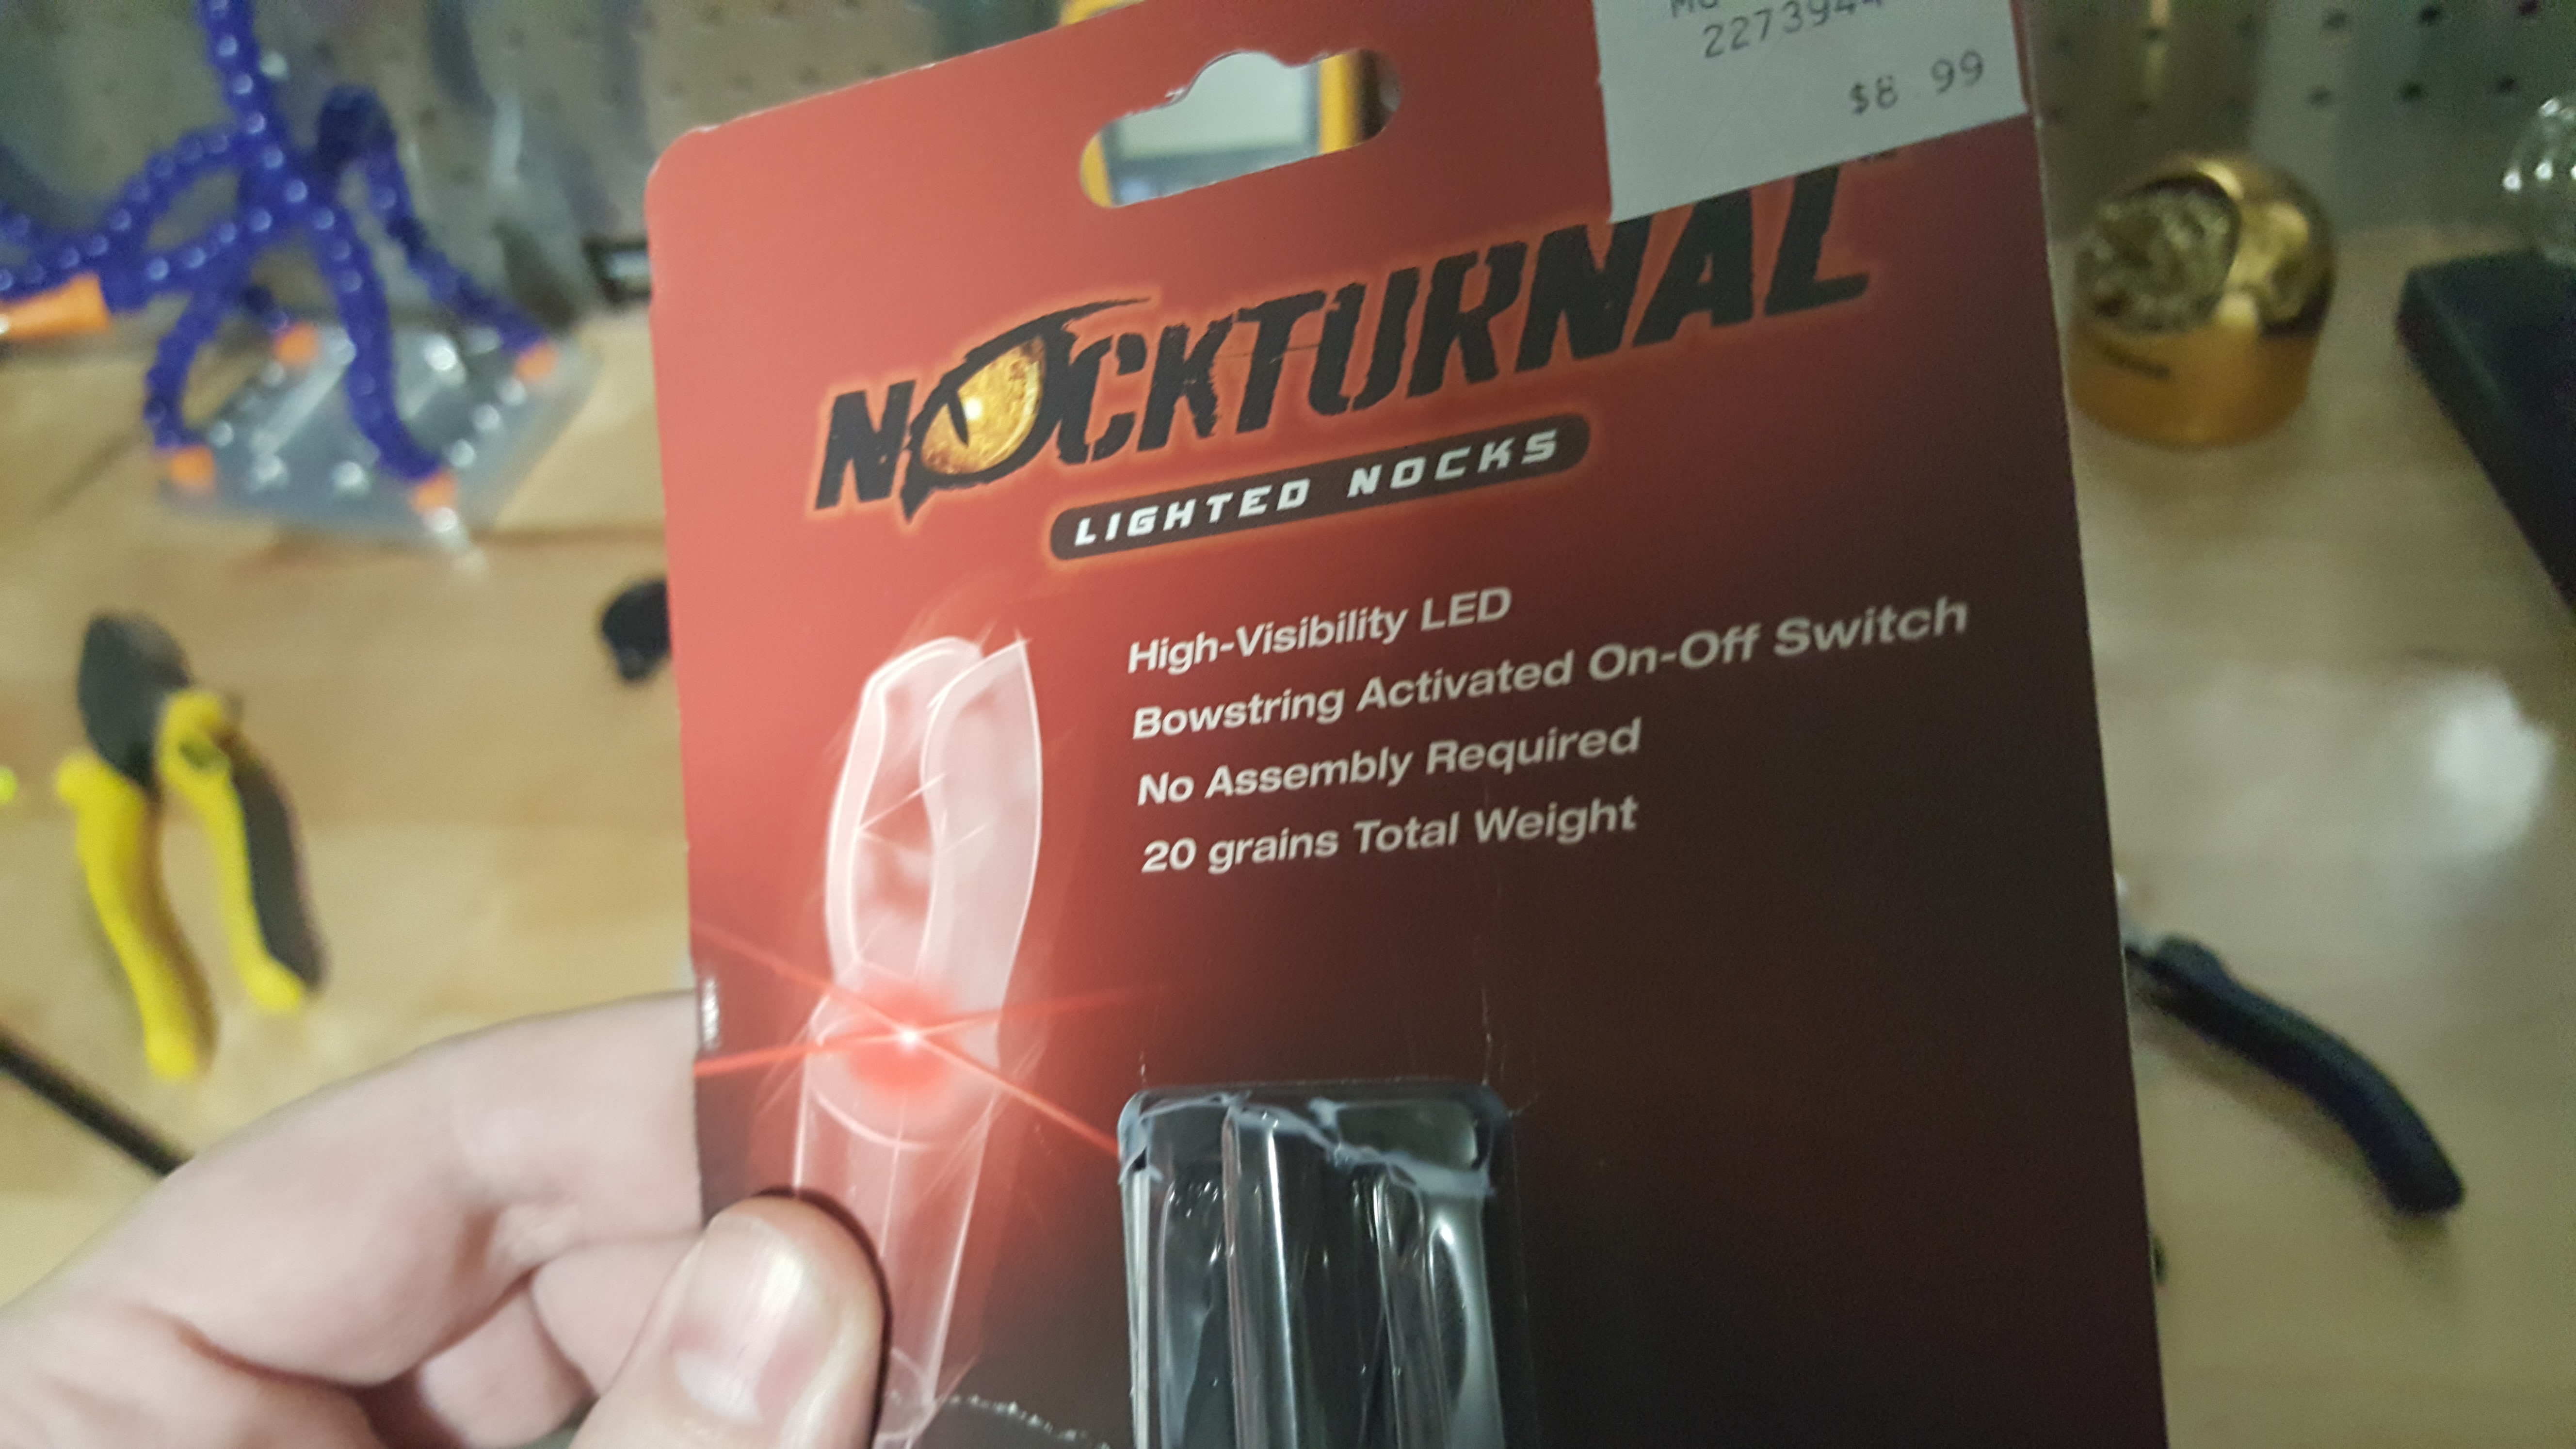 2273944
$8.99
NOCKTURNAL
LIGHTED NOCKS
High-Visibility LED
Bowstring Activated On-Off Switch
No Assembly Required
20 grains Total Weight